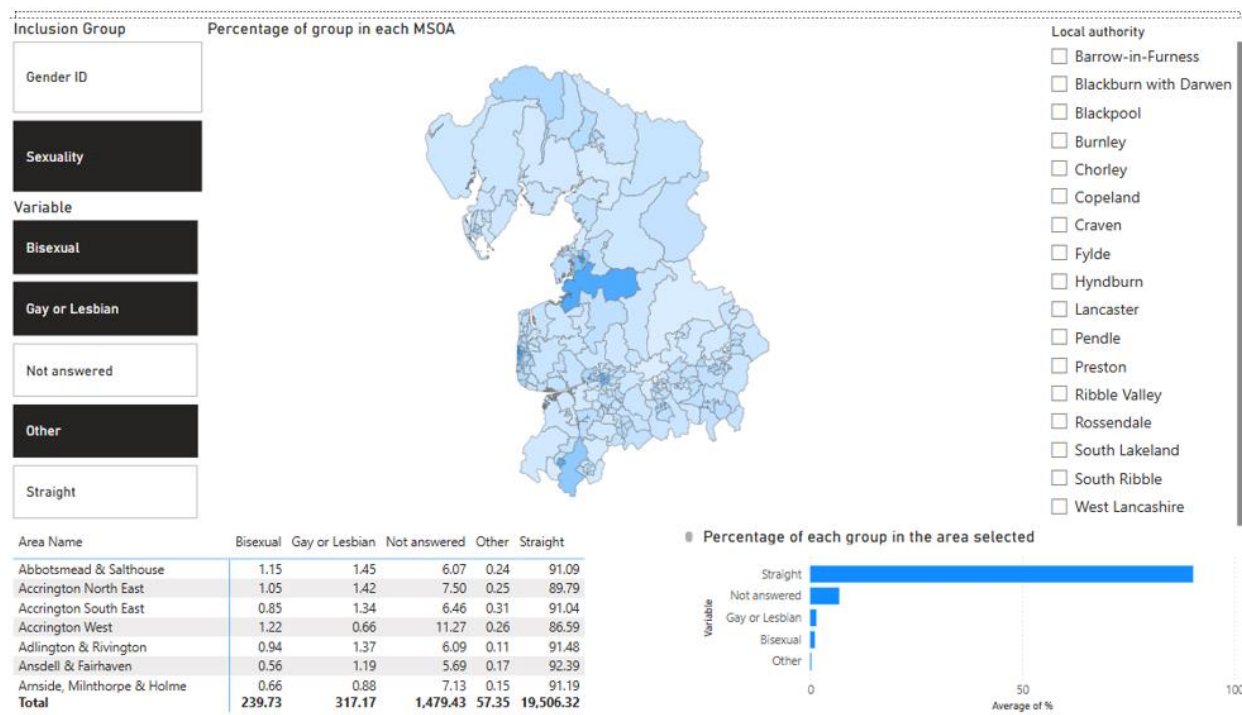 Inclusion Group
Percentage of group in each MSOA
Local authority
Gender ID
Sexuality
Variable
Bisexual
Gay or Lesbian
Not answered
Other
Straight
Barrow-in-Furness
Blackburn with Darwen
Blackpool
Burnley
Chorley
Copeland
Craven
Fylde
Hyndburn
Lancaster
Pendle
Preston
Ribble Valley
Rossendale
South Lakeland
South Ribble
West Lancashire
Area Name Bisexual Gay or Lesbian Not answered Other Straight
Abbotsmead & Salthouse 1.15 1.45 6.07 0.24 91.09
Accrington North East 1.05 1.42 7.50 0.25 89.79
Accrington South East 0.85 1.34 6.46 0.31 91.04
Accrington West 1.22 0.66 11.27 0.26 86.59
Adlington & Rivington 0.94 1.37 6.09 0.11 91.48
Ansdell & Fairhaven 0.56 1.19 5.69 0.17 92.39
Arnside, Milnthorpe & Holme 0.66 0.88 7.13 0.15 91.19
Total 239.73 317.17 1,479.43 57.35 19,506.32
Percentage of each group in the area selected
Variable
Straight
Not answered
Gay or Lesbian
Bisexual
Other
0 50 100
Average of %